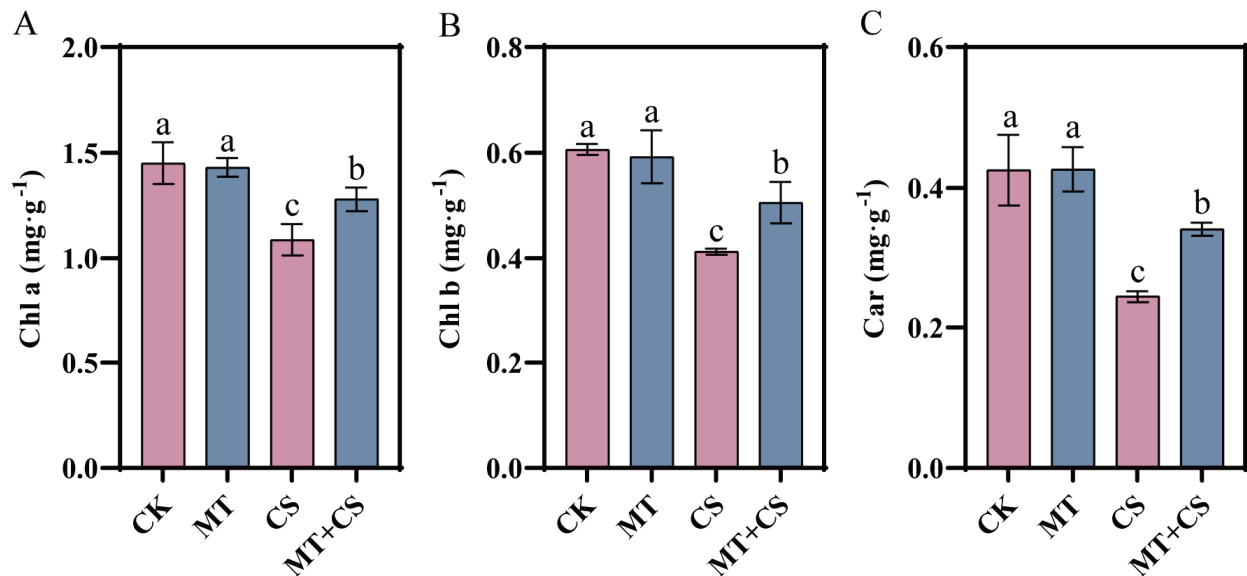 A
Chl a (mg·g⁻¹)
2.0
1.5
1.0
0.5
0.0
a
a
c
b
CK
MT
CS
MT+CS
B
Chl b (mg·g⁻¹)
0.8
0.6
0.4
0.2
0.0
a
a
c
b
CK
MT
CS
MT+CS
C
Car (mg·g⁻¹)
0.6
0.4
0.2
0.0
a
a
c
b
CK
MT
CS
MT+CS